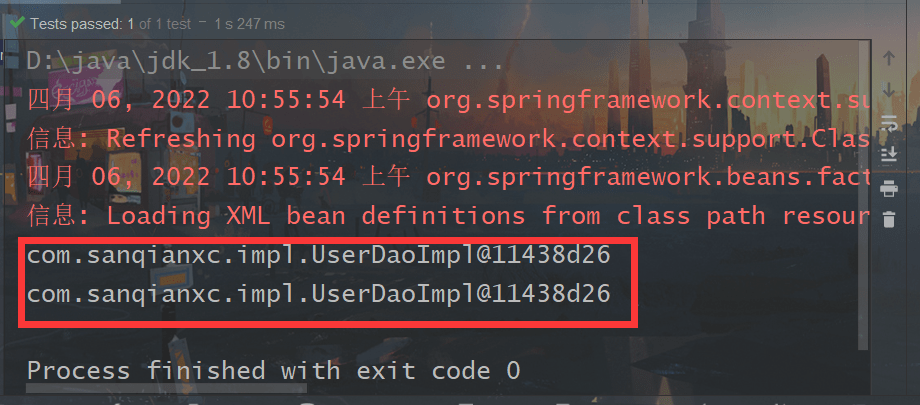 Tests passed: 1 of 1 test – 1 s 247 ms
D:\java\jdk_1.8\bin\java.exe ...
四月 06, 2022 10:55:54 上午 org.springframework.context.su
信息: Refreshing org.springframework.context.support.Clas
四月 06, 2022 10:55:54 上午 org.springframework.beans.fact
信息: Loading XML bean definitions from class path resour
com.sanqianxc.impl.UserDaoImpl@11438d26
com.sanqianxc.impl.UserDaoImpl@11438d26
Process finished with exit code 0